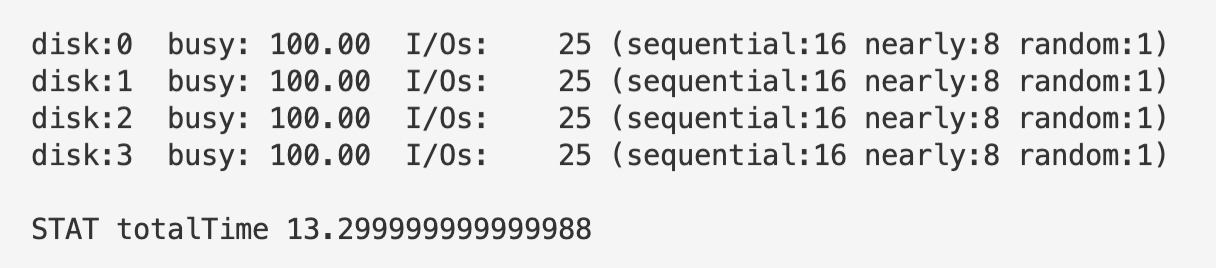 disk:0  busy: 100.00  I/Os:    25 (sequential:16 nearly:8 random:1)
disk:1  busy: 100.00  I/Os:    25 (sequential:16 nearly:8 random:1)
disk:2  busy: 100.00  I/Os:    25 (sequential:16 nearly:8 random:1)
disk:3  busy: 100.00  I/Os:    25 (sequential:16 nearly:8 random:1)
STAT totalTime 13.299999999999988